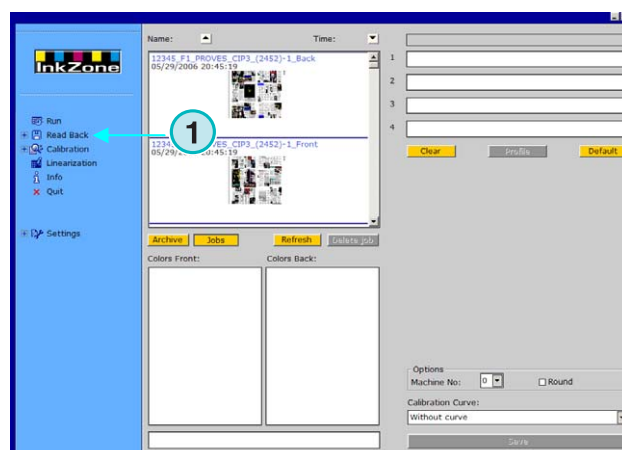 InkZone
Run
Read Back
Calibration
Linearization
Info
Quit
Settings
1
Name:
Time:
12345_F1_PROVES_CIP3_(2452)-1_Back
05/29/2006 20:45:19
VES_CIP3_(2452)-1_Front
05/29/2 :45:19
Archive
Jobs
Refresh
Delete job
Colors Front:
Colors Back:
1
2
3
4
Clear
Profile
Default
Options
Machine No:
0
Round
Calibration Curve:
Without curve
Save